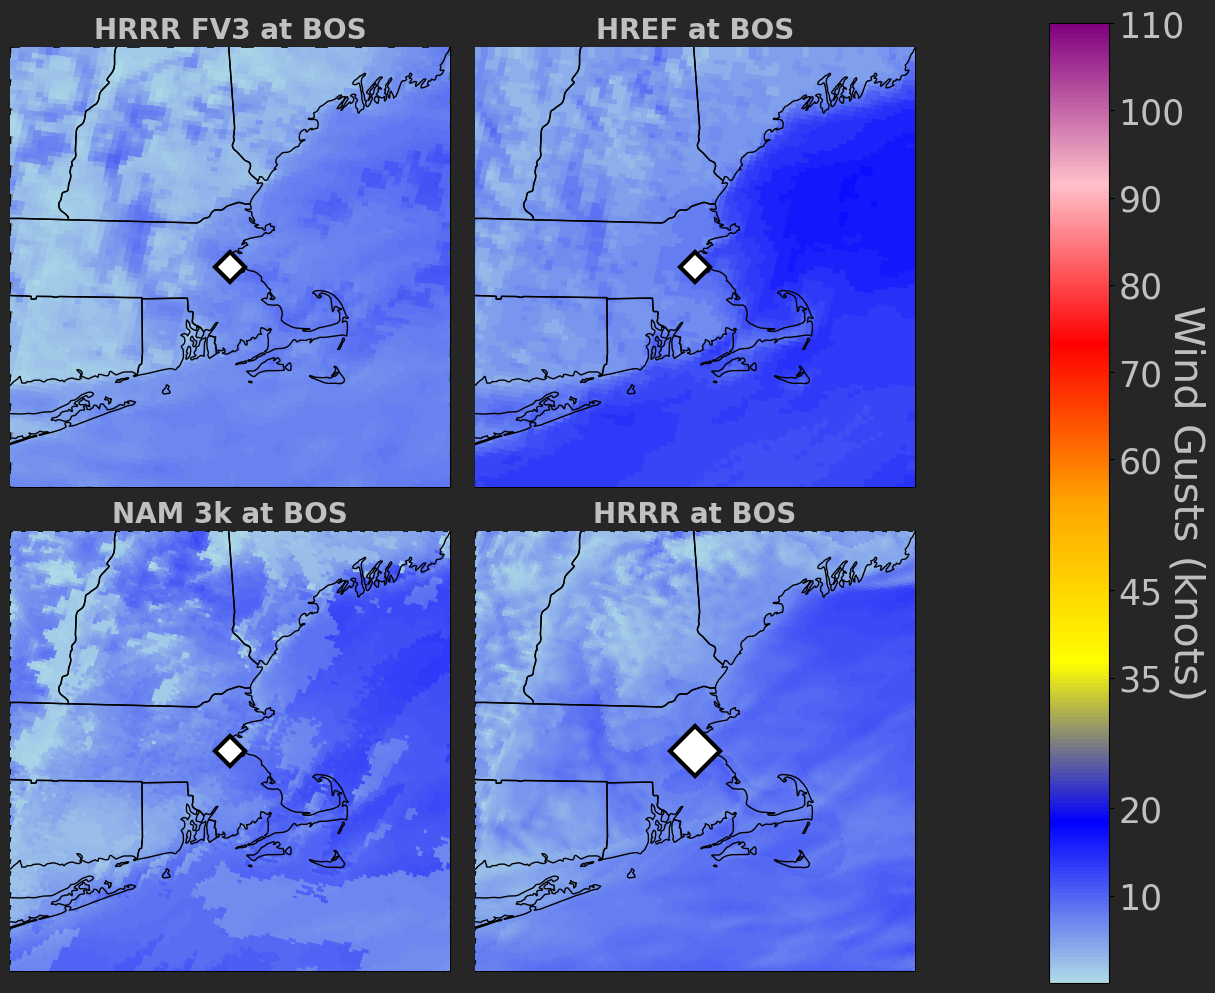 HRRR FV3 at BOS
HREF at BOS
NAM 3k at BOS
HRRR at BOS
110
100
90
80
70
60
45
35
20
10
Wind Gusts (knots)